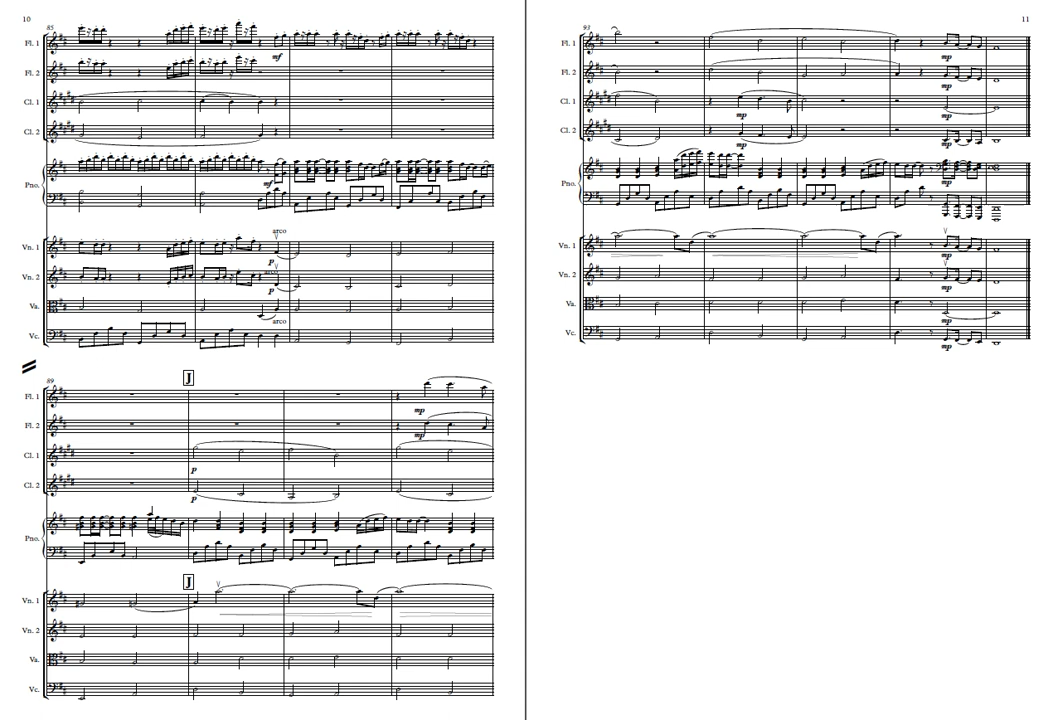 10
85
Fl. 1
mf
Fl. 2
Cl. 1
Cl. 2
Pno.
mf
arco
Vn. 1
p
arco
Vn. 2
p
Va.
arco
Vc.
89
J
Fl. 1
mp
Fl. 2
mp
Cl. 1
p
Cl. 2
p
Pno.
J
Vn. 1
Vn. 2
Va.
Vc.
11
93
Fl. 1
mp
Fl. 2
mp
Cl. 1
mp mp
Cl. 2
mp mp
Pno.
mp
Vn. 1
mp
Vn. 2
mp
Va.
mp
Vc.
mp